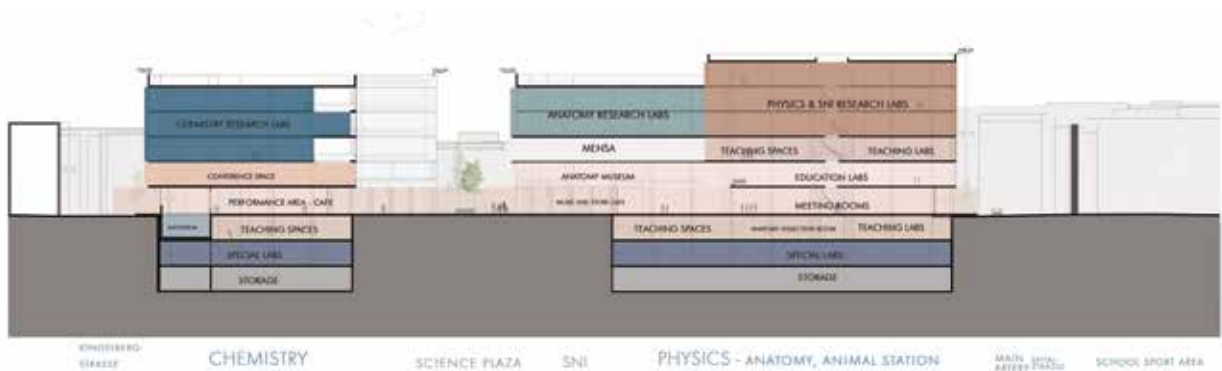 CHEMISTRY RESEARCH LABS
CONFERENCE SPACE
PERFORMANCE AREA - CAFE
TEACHING SPACES
SPECIAL LABS
STORAGE
ANATOMY RESEARCH LABS
MENSA
ANATOMY MUSEUM
PHYSICS & SNI RESEARCH LABS
TEACHING SPACES
TEACHING LABS
EDUCATION LABS
MEETING ROOMS
TEACHING SPACES
TEACHING LABS
SPECIAL LABS
STORAGE
CHEMISTRY
SCIENCE PLAZA
SNI
PHYSICS - ANATOMY, ANIMAL STATION
MAIN
SCHOOL SPORT AREA